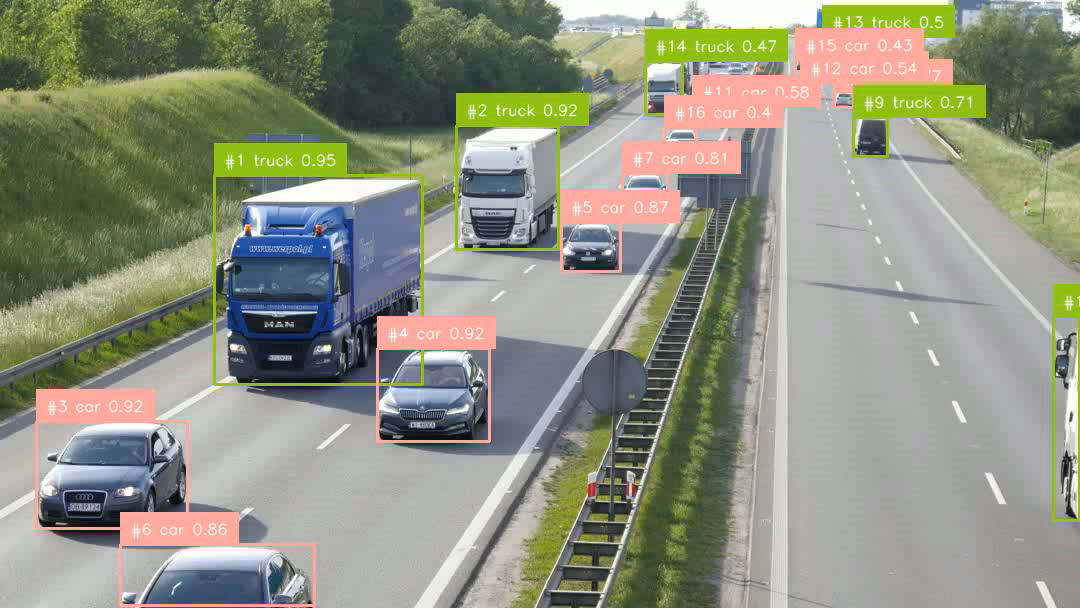 #13 truck 0.5
#14 truck 0.47
#15 car 0.43
#12 car 0.54
#11 car 0.58
#9 truck 0.71
#2 truck 0.92
#16 car 0.4
#1 truck 0.95
#7 car 0.81
#5 car 0.87
www.werpol.pl
MAN
#4 car 0.92
#3 car 0.92
#6 car 0.86